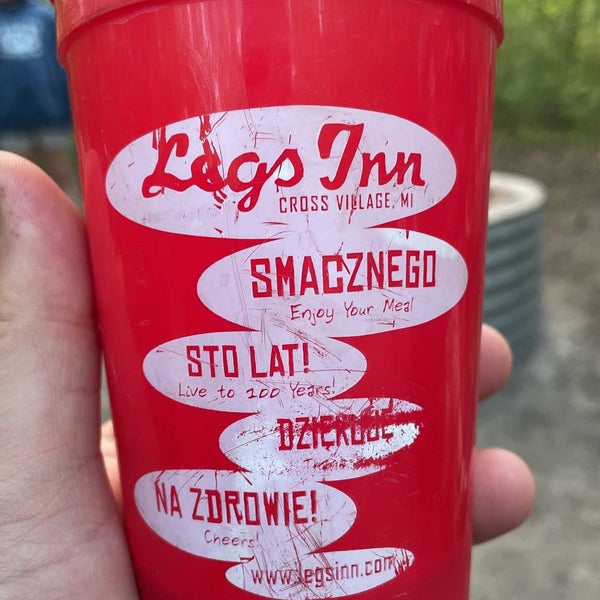 Legs Inn
CROSS VILLAGE, MI
SMACZNEGO
Enjoy Your Meal
STO LAT!
Live to 100 Years!
DZIĘKUJĘ
NA ZDROWIE!
Cheers!
www.legsinn.com